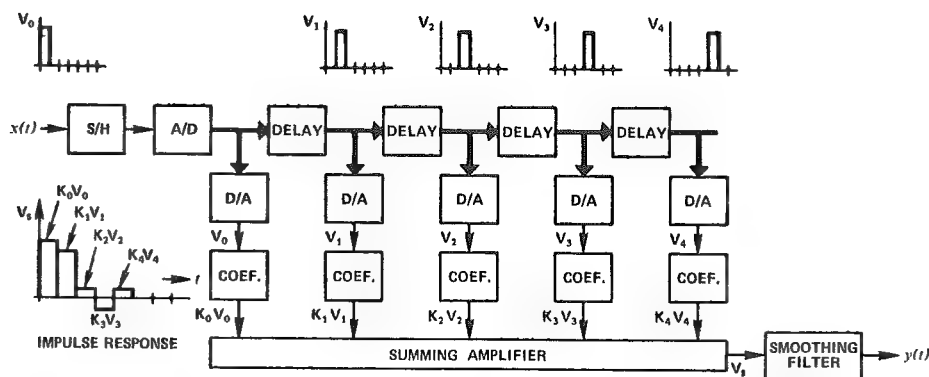 V₀ V₁ V₂ V₃ V₄
x(t) S/H A/D DELAY DELAY DELAY DELAY
D/A D/A D/A D/A D/A
K₀V₀
K₁V₁
Vₛ
K₂V₂
K₄V₄
t
K₃V₃
V₀ V₁ V₂ V₃ V₄
COEF. COEF. COEF. COEF. COEF.
K₀V₀ K₁V₁ K₂V₂ K₃V₃ K₄V₄
IMPULSE RESPONSE
SUMMING AMPLIFIER
Vₛ
SMOOTHING
FILTER
y(t)